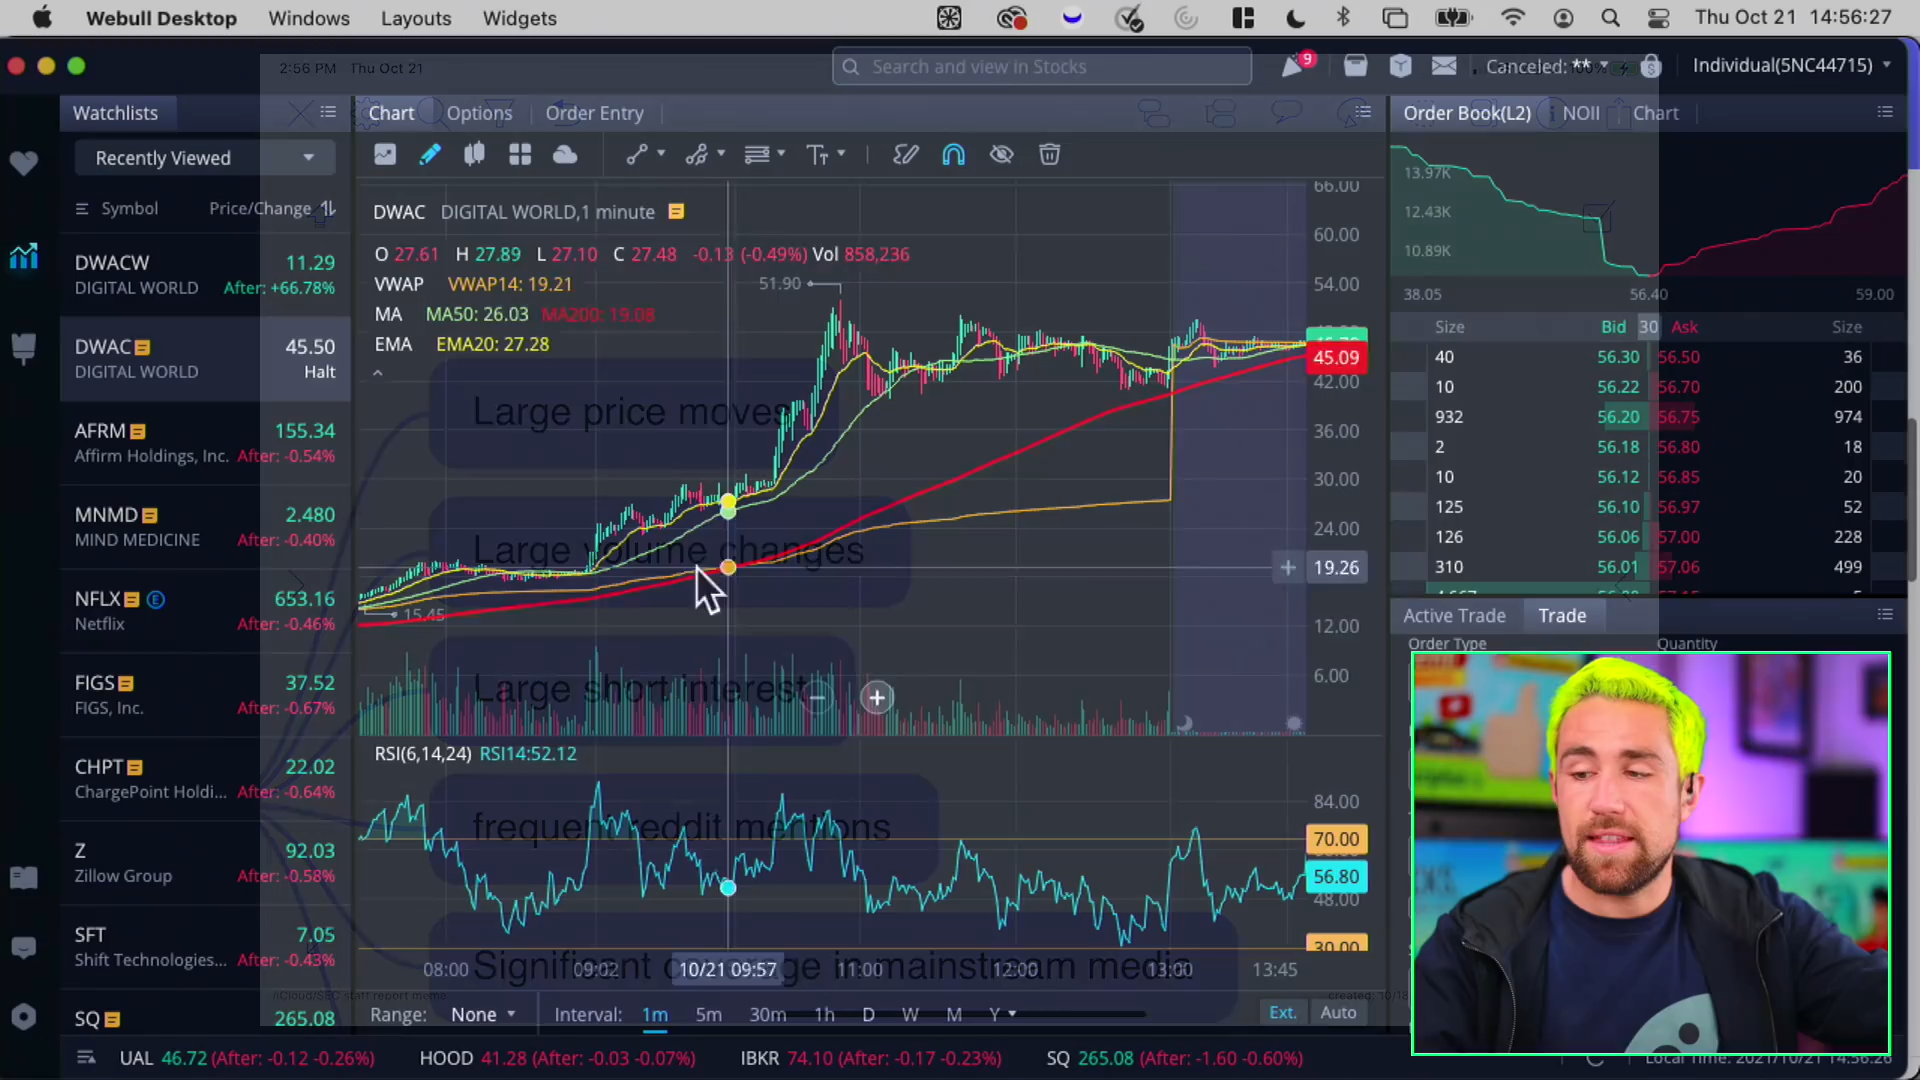 Webull Desktop Windows Layouts Widgets
Thu Oct 21 14:56:27
2:56 PM Thu Oct 21
Search and view in Stocks
9
Canceled: **
Individual(5NC44715)
Watchlists
Recently Viewed
Symbol Price/Change
DWACW 11.29
DIGITAL WORLD After: +66.78%
DWAC 45.50
DIGITAL WORLD Halt
AFRM 155.34
Affirm Holdings, Inc. After: -0.54%
MNMD 2.480
MIND MEDICINE After: -0.40%
NFLX E 653.16
Netflix After: -0.46%
FIGS 37.52
FIGS, Inc. After: -0.67%
CHPT 22.02
ChargePoint Holdi... After: -0.64%
Z 92.03
Zillow Group After: -0.58%
SFT 7.05
Shift Technologies... After: -0.43%
SQ 265.08
Chart Options Order Entry
DWAC DIGITAL WORLD,1 minute
O 27.61 H 27.89 L 27.10 C 27.48 -0.13 (-0.49%) Vol 858,236
VWAP VWAP14: 19.21
MA MA50: 26.03 MA200: 19.08
EMA EMA20: 27.28
51.90
15.45
66.00
60.00
54.00
45.09
42.00
36.00
30.00
24.00
19.26
12.00
6.00
Large price moves
Large volume changes
Large short interest
frequent reddit mentions
in mainstream media
RSI(6,14,24) RSI14:52.12
84.00
70.00
56.80
48.00
30.00
08:00 09:02 10/21 09:57 11:00 12:00 13:00 13:45
Range: None Interval: 1m 5m 30m 1h D W M Y Ext. Auto
Order Book(L2) NOII Chart
13.97K
12.43K
10.89K
38.05 56.40 59.00
Size Bid 30 Ask Size
40 56.30 56.50 36
10 56.22 56.70 200
932 56.20 56.75 974
2 56.18 56.80 18
10 56.12 56.85 20
125 56.10 56.97 52
126 56.06 57.00 228
310 56.01 57.06 499
Active Trade Trade
Order Type Quantity
UAL 46.72 (After: -0.12 -0.26%) HOOD 41.28 (After: -0.03 -0.07%) IBKR 74.10 (After: -0.17 -0.23%) SQ 265.08 (After: -1.60 -0.60%)
Local Time: 2021/10/21 14:56:26